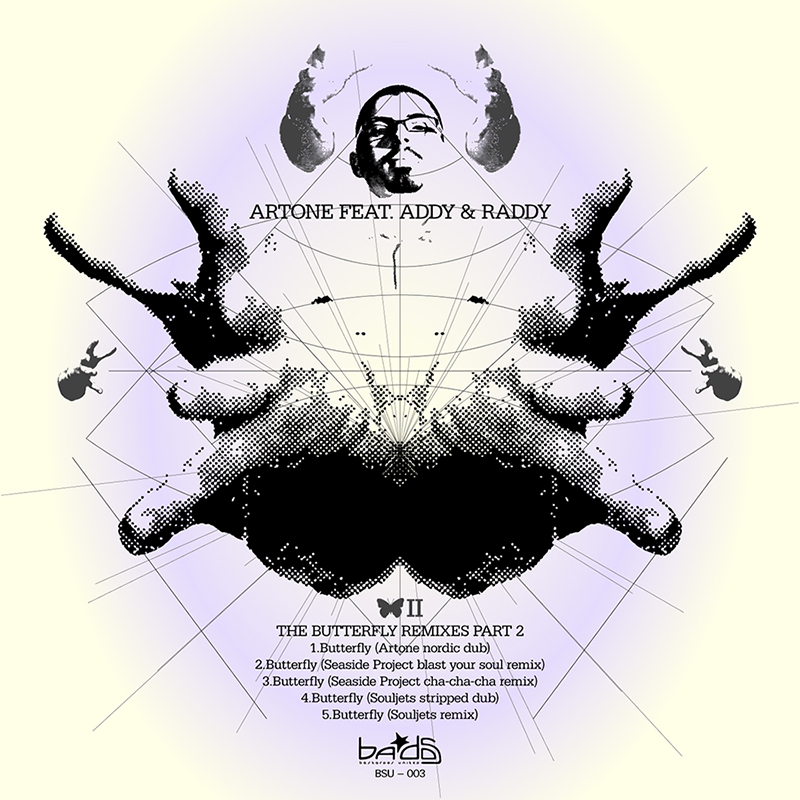 ARTONE FEAT. ADDY & RADDY
II
THE BUTTERFLY REMIXES PART 2
1.Butterfly (Artone nordic dub)
2.Butterfly (Seaside Project blast your soul remix)
3.Butterfly (Seaside Project cha-cha-cha remix)
4.Butterfly (Souljets stripped dub)
5.Butterfly (Souljets remix)
BSU – 003